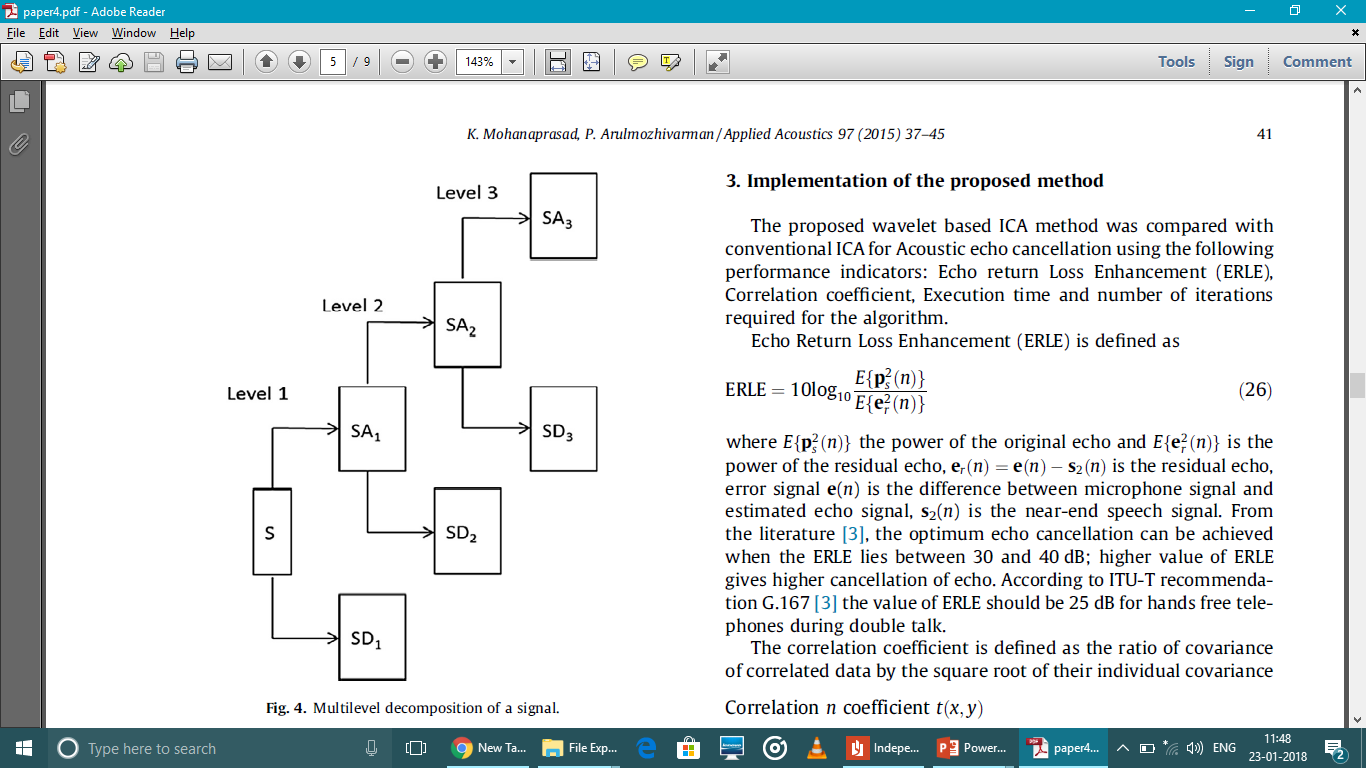 paper4.pdf - Adobe Reader
File Edit View Window Help
5 / 9 143% Tools Sign Comment
K. Mohanaprasad, P. Arulmozhivarman / Applied Acoustics 97 (2015) 37–45
41
Level 3
SA3
Level 2
SA2
Level 1
SA1
SD3
S
SD2
SD1
Fig. 4. Multilevel decomposition of a signal.
3. Implementation of the proposed method
The proposed wavelet based ICA method was compared with
conventional ICA for Acoustic echo cancellation using the following
performance indicators: Echo return Loss Enhancement (ERLE),
Correlation coefficient, Execution time and number of iterations
required for the algorithm.
Echo Return Loss Enhancement (ERLE) is defined as
ERLE = 10log10 E{ps2(n)} / E{er2(n)} (26)
where E{ps2(n)} the power of the original echo and E{er2(n)} is the
power of the residual echo, er(n) = e(n) − s2(n) is the residual echo,
error signal e(n) is the difference between microphone signal and
estimated echo signal, s2(n) is the near-end speech signal. From
the literature [3], the optimum echo cancellation can be achieved
when the ERLE lies between 30 and 40 dB; higher value of ERLE
gives higher cancellation of echo. According to ITU-T recommenda-
tion G.167 [3] the value of ERLE should be 25 dB for hands free tele-
phones during double talk.
The correlation coefficient is defined as the ratio of covariance
of correlated data by the square root of their individual covariance
Correlation n coefficient t(x, y)
Type here to search
New Ta...
File Exp...
Indepe...
Power...
paper4...
ENG
11:48
23-01-2018
2